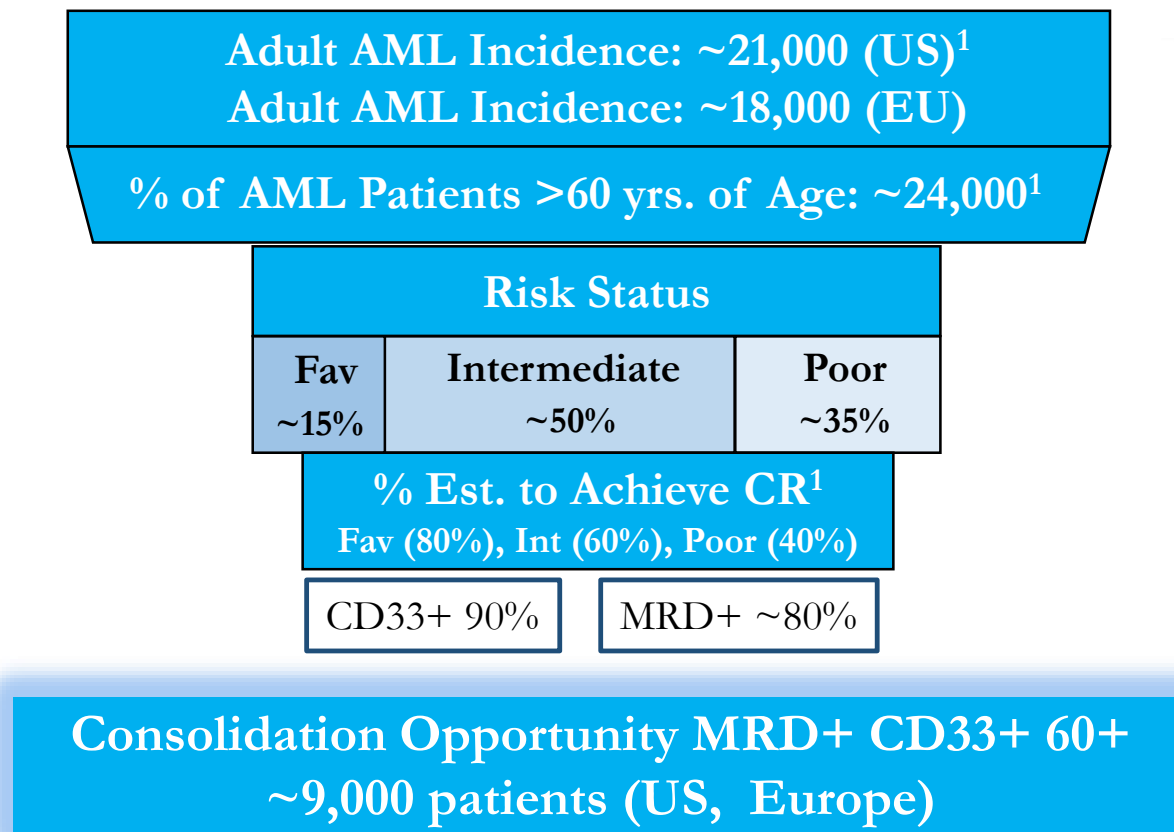 Adult AML Incidence: ~21,000 (US)¹
Adult AML Incidence: ~18,000 (EU)
% of AML Patients >60 yrs. of Age: ~24,000¹
Risk Status
Fav Intermediate Poor
~15% ~50% ~35%
% Est. to Achieve CR¹
Fav (80%), Int (60%), Poor (40%)
CD33+ 90% MRD+ ~80%
Consolidation Opportunity MRD+ CD33+ 60+
~9,000 patients (US, Europe)